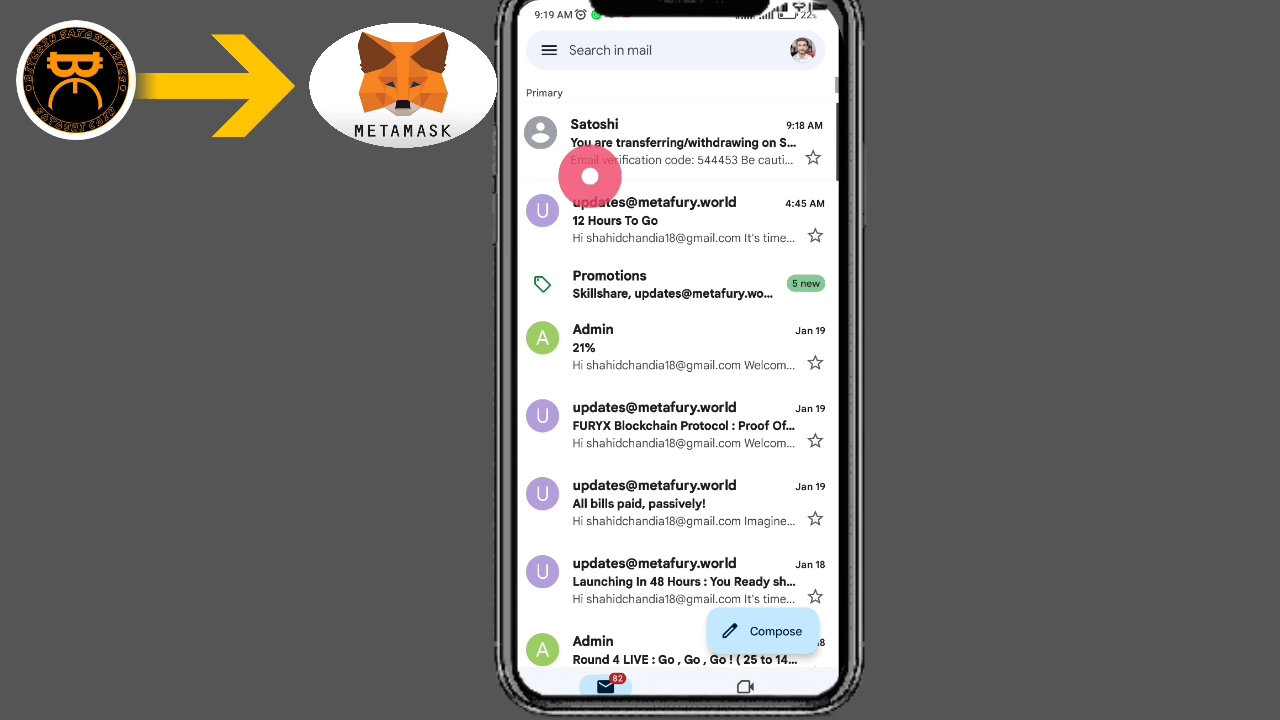 METAMASK
9:19 AM
22%
Search in mail
Primary
Satoshi
9:18 AM
You are transferring/withdrawing on S...
Email verification code: 544453 Be cauti...
updates@metafury.world
4:45 AM
12 Hours To Go
Hi shahidchandia18@gmail.com It's time...
Promotions
5 new
Skillshare, updates@metafury.wo...
Admin
Jan 19
21%
Hi shahidchandia18@gmail.com Welcom...
updates@metafury.world
Jan 19
FURYX Blockchain Protocol : Proof Of...
Hi shahidchandia18@gmail.com Welcom...
updates@metafury.world
Jan 19
All bills paid, passively!
Hi shahidchandia18@gmail.com Imagine...
updates@metafury.world
Jan 18
Launching In 48 Hours : You Ready sh...
Hi shahidchandia18@gmail.com It's time...
Compose
Admin
8
Round 4 LIVE : Go , Go , Go ! ( 25 to 14...
82
U
A
U
U
U
A